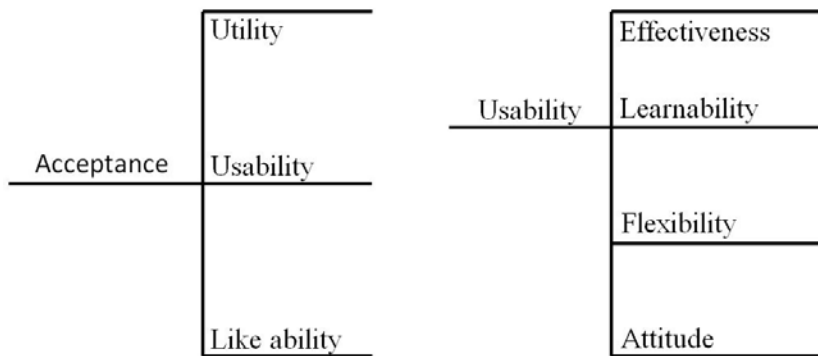 Utility
Acceptance
Usability
Like ability
Effectiveness
Usability
Learnability
Flexibility
Attitude